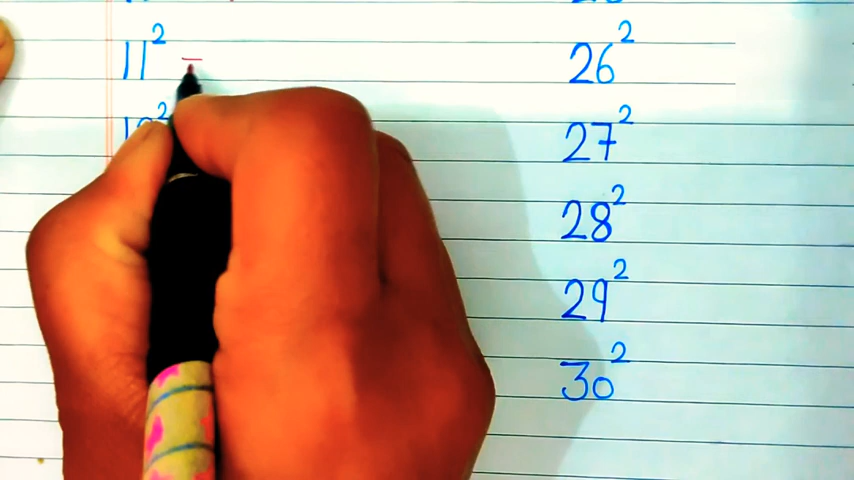 11² - 26²
27²
28²
29²
30²